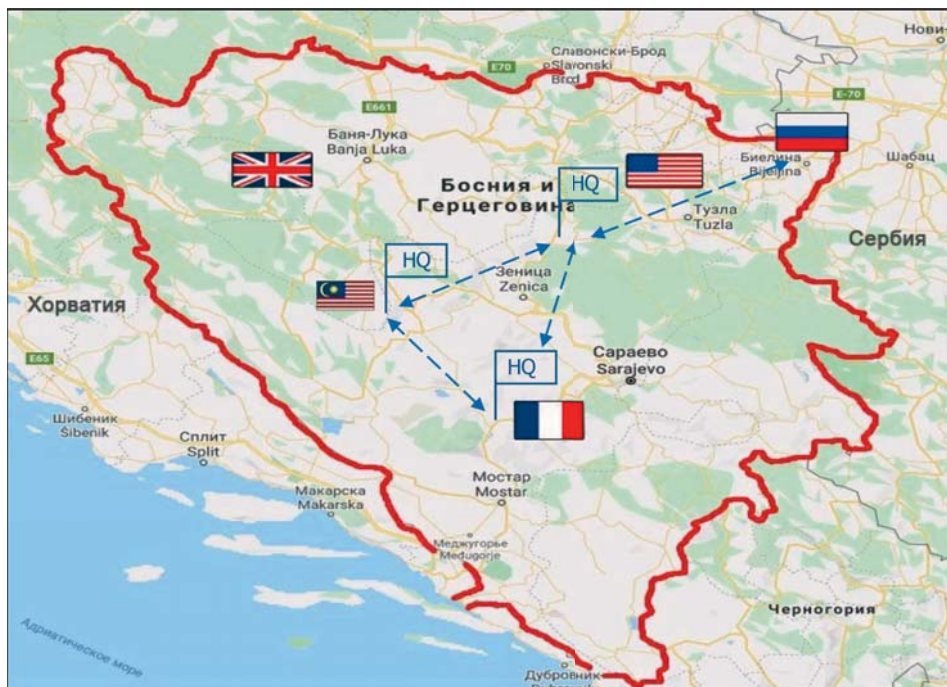 Славонски-Брод
Slavonski
Brod
Нови-
E70
E-70
E661
Баня-Лука
Banja Luka
Биелина
Bijeljina
Шабац
Босния и
Герцеговина
HQ
Тузла
Tuzla
Сербия
HQ
Зеница
Zenica
Хорватия
E65
HQ
Сараево
Sarajevo
Шибеник
Šibenik
Сплит
Split
Мостар
Mostar
Макарска
Makarska
Меджугорье
Međugorje
Черногория
Адриатическое море
Дубровник